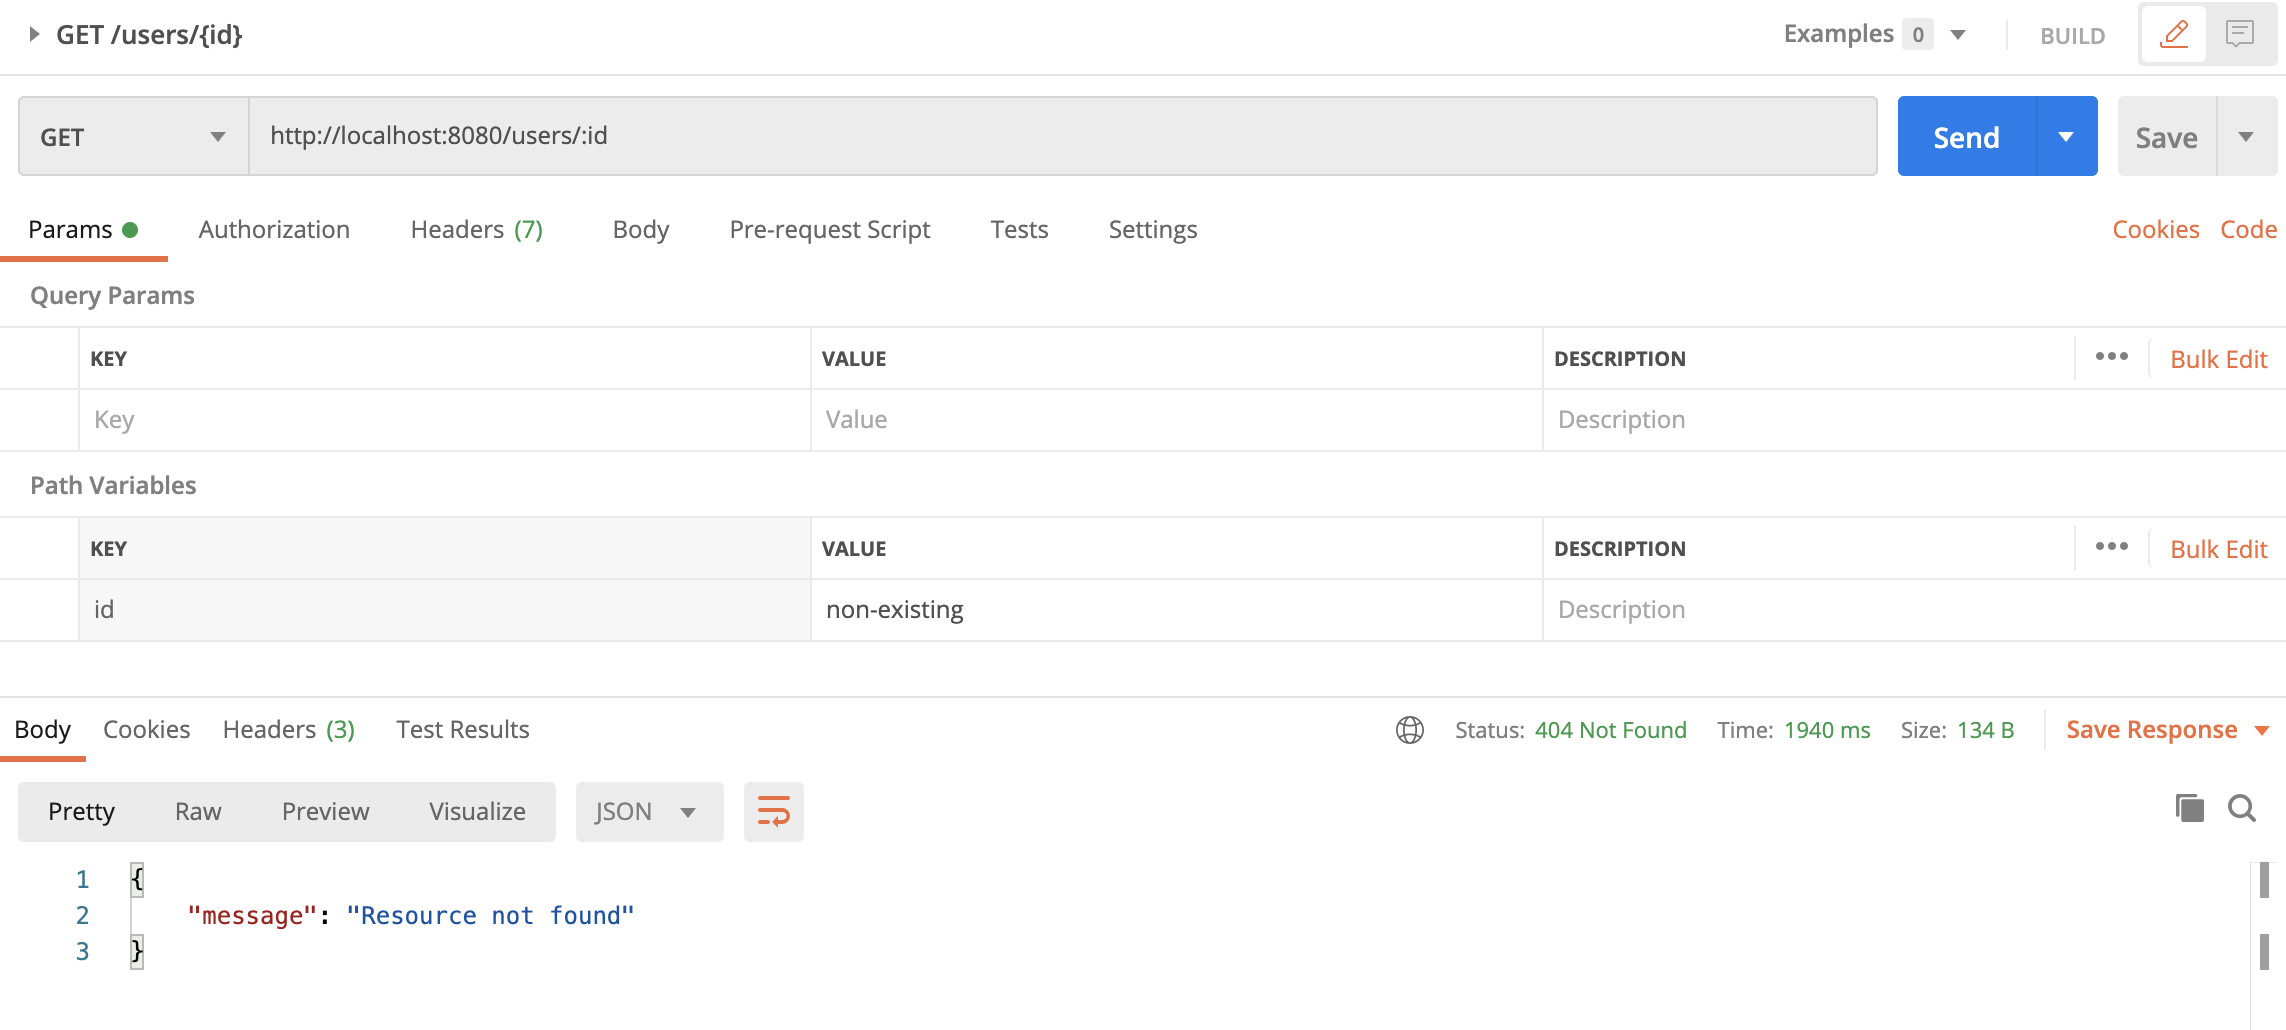 GET /users/{id}
Examples 0
BUILD
GET
http://localhost:8080/users/:id
Send
Save
Params
Authorization
Headers (7)
Body
Pre-request Script
Tests
Settings
Cookies
Code
Query Params
KEY
VALUE
DESCRIPTION
Bulk Edit
Key
Value
Description
Path Variables
KEY
VALUE
DESCRIPTION
Bulk Edit
id
non-existing
Description
Body
Cookies
Headers (3)
Test Results
Status: 404 Not Found
Time: 1940 ms
Size: 134 B
Save Response
Pretty
Raw
Preview
Visualize
JSON
1 {
2 "message": "Resource not found"
3 }